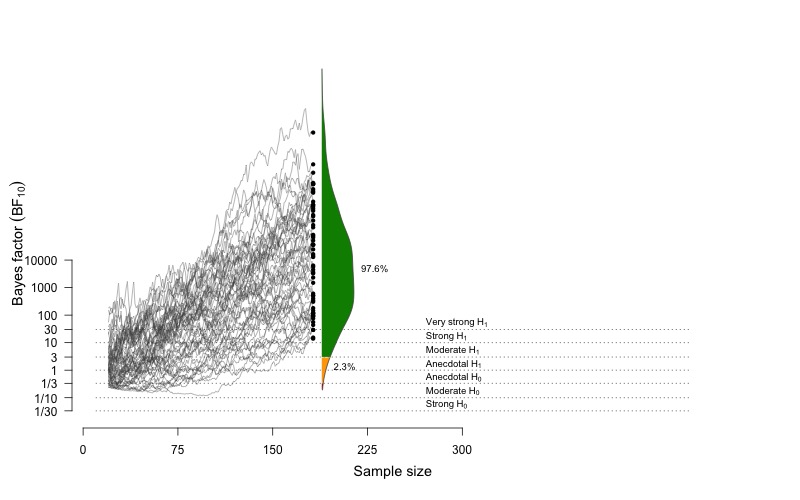 Bayes factor (BF₁₀)
10000
1000
100
30
10
3
1
1/3
1/10
1/30
97.6%
2.3%
Very strong H₁
Strong H₁
Moderate H₁
Anecdotal H₁
Anecdotal H₀
Moderate H₀
Strong H₀
0 75 150 225 300
Sample size